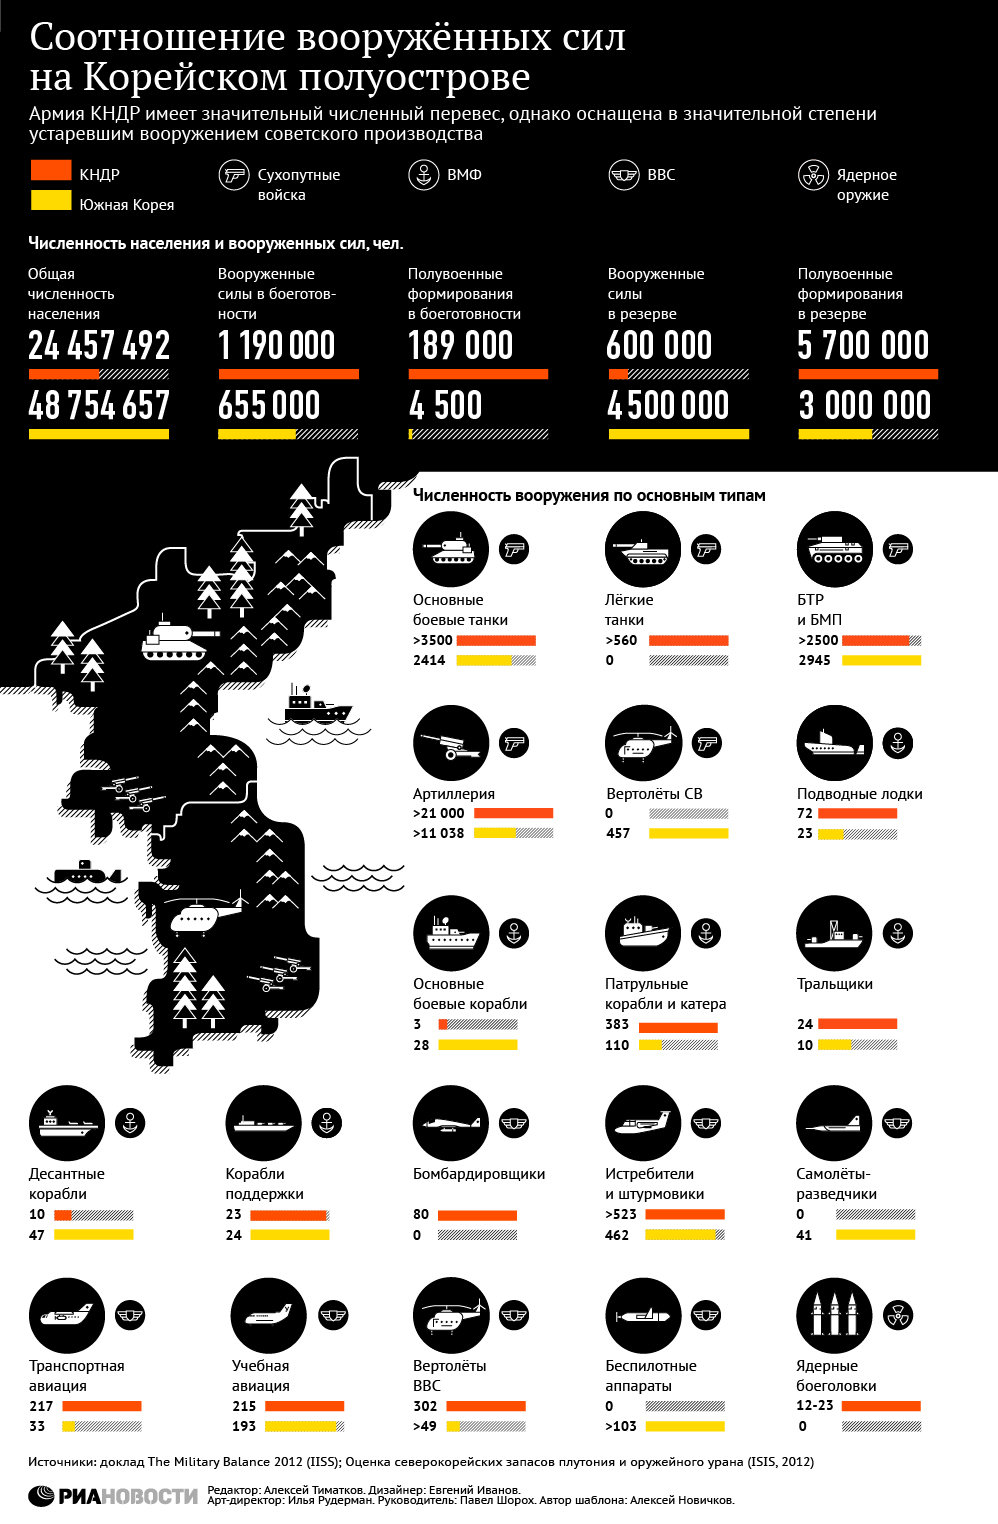 Соотношение вооружённых сил
на Корейском полуострове
Армия КНДР имеет значительный численный перевес, однако оснащена в значительной степени
устаревшим вооружением советского производства
КНДР
Южная Корея
Сухопутные
войска
ВМФ
ВВС
Ядерное
оружие
Численность населения и вооруженных сил, чел.
Общая
численность
населения
24 457 492
48 754 657
Вооруженные
силы в боеготов-
ности
1 190 000
655 000
Полувоенные
формирования
в боеготовности
189 000
4 500
Вооруженные
силы
в резерве
600 000
4 500 000
Полувоенные
формирования
в резерве
5 700 000
3 000 000
Численность вооружения по основным типам
Основные
боевые танки
>3500
2414
Лёгкие
танки
>560
0
БТР
и БМП
>2500
2945
Артиллерия
>21 000
>11 038
Вертолёты СВ
0
457
Подводные лодки
72
23
Основные
боевые корабли
3
28
Патрульные
корабли и катера
383
110
Тральщики
24
10
Десантные
корабли
10
47
Корабли
поддержки
23
24
Бомбардировщики
80
0
Истребители
и штурмовики
>523
462
Самолёты-
разведчики
0
41
Транспортная
авиация
217
33
Учебная
авиация
215
193
Вертолёты
ВВС
302
>49
Беспилотные
аппараты
0
>103
Ядерные
боеголовки
12-23
0
Источники: доклад The Military Balance 2012 (IISS); Оценка северокорейских запасов плутония и оружейного урана (ISIS, 2012)
РИАНОВОСТИ
Редактор: Алексей Тиматков. Дизайнер: Евгений Иванов.
Арт-директор: Илья Рудерман. Руководитель: Павел Шорох. Автор шаблона: Алексей Новичков.